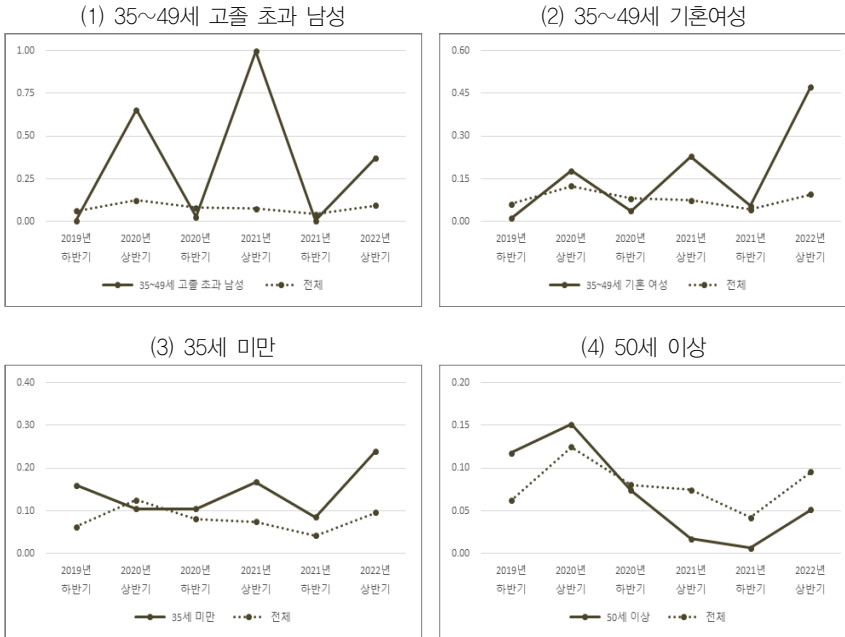 (1) 35～49세 고졸 초과 남성
1.00
0.75
0.50
0.25
0.00
2019년 2020년 2020년 2021년 2021년 2022년
하반기 상반기 하반기 상반기 하반기 상반기
35~49세 고졸 초과 남성 전체
(2) 35～49세 기혼여성
0.60
0.45
0.30
0.15
0.00
2019년 2020년 2020년 2021년 2021년 2022년
하반기 상반기 하반기 상반기 하반기 상반기
35~49세 기혼 여성 전체
(3) 35세 미만
0.40
0.30
0.20
0.10
0.00
2019년 2020년 2020년 2021년 2021년 2022년
하반기 상반기 하반기 상반기 하반기 상반기
35세 미만 전체
(4) 50세 이상
0.20
0.15
0.10
0.05
0.00
2019년 2020년 2020년 2021년 2021년 2022년
하반기 상반기 하반기 상반기 하반기 상반기
50세 이상 전체